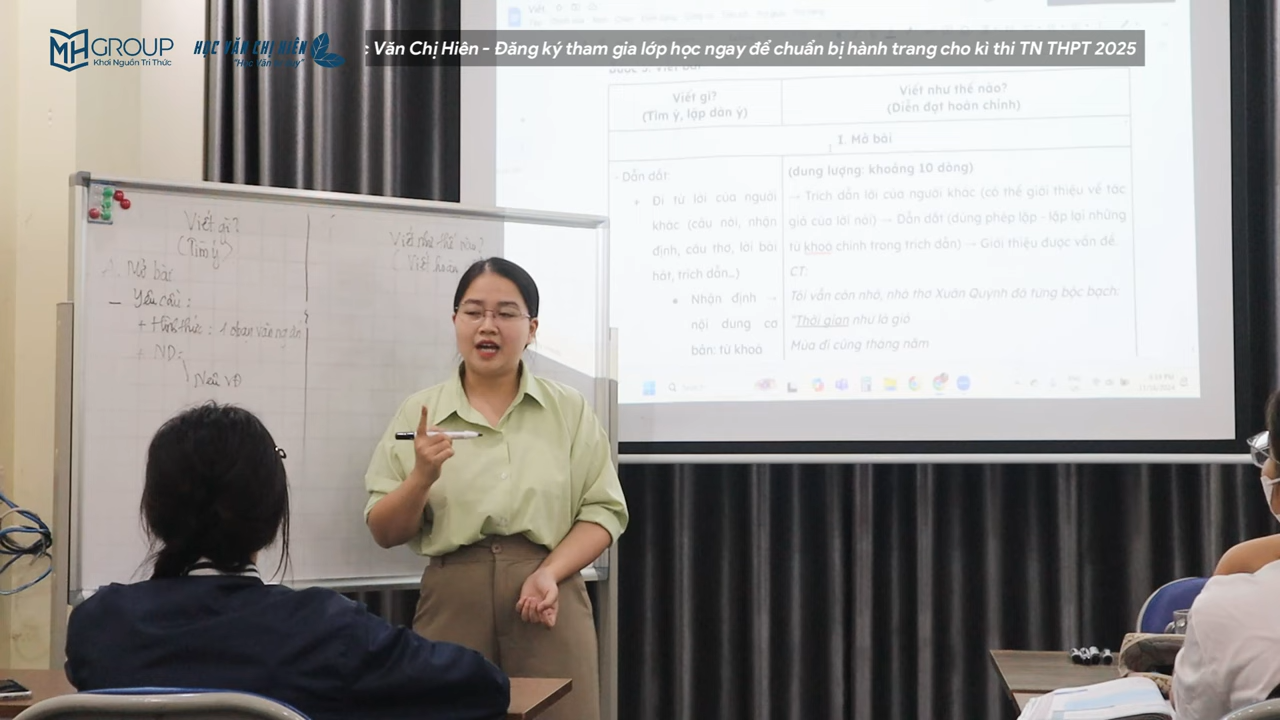 MH GROUP
Khơi Nguồn Tri Thức
HỌC VĂN CHỊ HIÊN
"Học Văn
Văn Chị Hiên - Đăng ký tham gia lớp học ngay để chuẩn bị hành trang cho kì thi TN THPT 2025
Viết gì?
(Tìm ý, lập dàn ý)
Viết như thế nào?
(Diễn đạt hoàn chỉnh)
I. Mở bài
- Dẫn dắt:
Đi từ lời của người
khác (câu nói, nhận
định, câu thơ, lời bài
hát, trích dẫn...)
Nhận định →
nội dung cơ
bản: từ khoá
(dung lượng: khoảng 10 dòng)
→ Trích dẫn lời của người khác (có thể giới thiệu về tác
giả của lời nói) → Dẫn dắt (dùng phép lặp - lặp lại những
từ khoá chính trong trích dẫn) → Giới thiệu được vấn đề.
CT:
Tôi vẫn còn nhớ, nhà thơ Xuân Quỳnh đã từng bộc bạch:
"Thời gian như là gió
Mùa đi cùng tháng năm
Viết gì?
(Tìm ý)
Viết như thế nào?
(Viết hoàn
A. Mở bài
- Yêu cầu:
+ Hình thức: 1 đoạn văn ngắn
+ ND:
Nêu VĐ